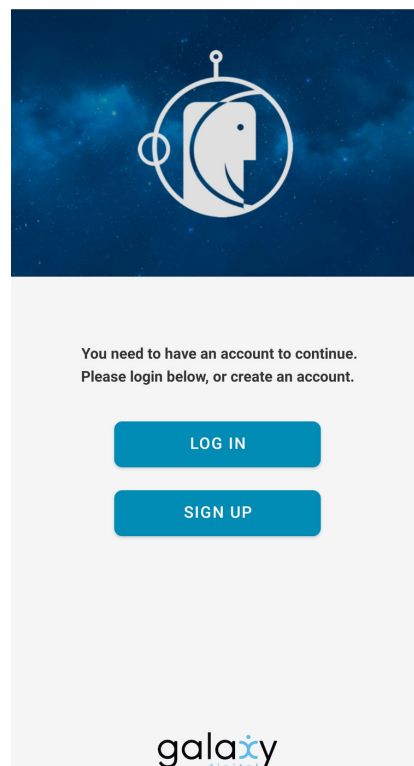 You need to have an account to continue.
Please login below, or create an account.
LOG IN
SIGN UP
galaxy
digital